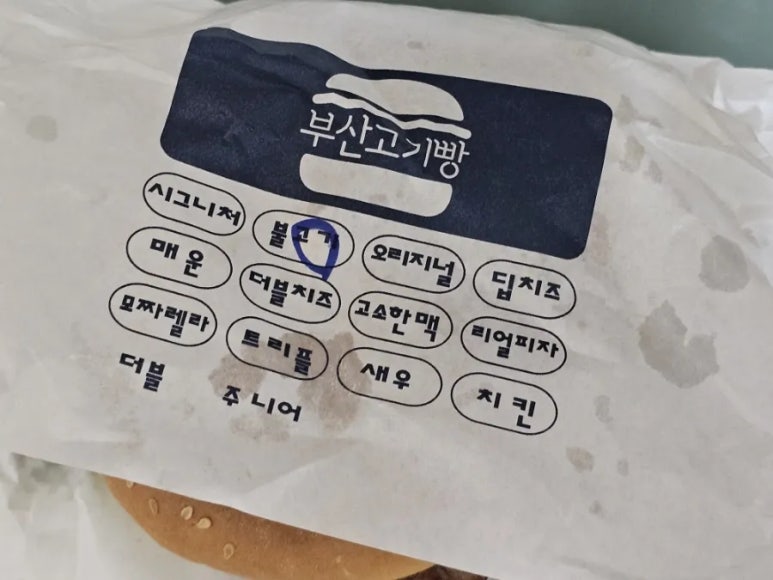 부산고기빵
시그니처 불고기 오리지널 딥치즈
매운 더블치즈 고소한맥 리얼피자
모짜렐라 트리플 새우 치킨
더블 주니어